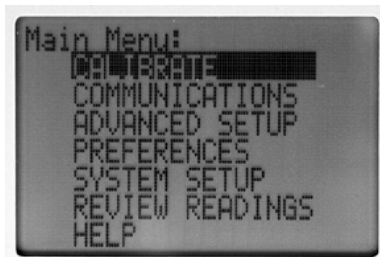 Main Menu:
CALIBRATE
COMMUNICATIONS
ADVANCED SETUP
PREFERENCES
SYSTEM SETUP
REVIEW READINGS
HELP